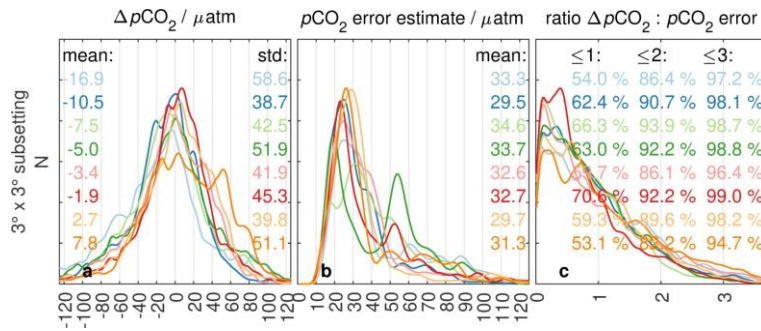 ΔpCO2 / μatm
pCO2 error estimate / μatm
ratio ΔpCO2 : pCO2 error
mean: std:
-16.9 58.6
-10.5 38.7
-7.5 42.5
-5.0 51.9
-3.4 41.9
-1.9 45.3
2.7 39.8
7.8 51.1
mean:
33.3
29.5
34.6
33.7
32.6
32.7
29.7
31.3
≤1: ≤2: ≤3:
54.0 % 86.4 % 97.2 %
62.4 % 90.7 % 98.1 %
66.3 % 93.9 % 98.7 %
63.0 % 92.2 % 98.8 %
86.1 % 96.4 %
70.6 % 92.2 % 99.0 %
59.3 % 89.6 % 98.2 %
53.1 % 94.7 %
3° x 3° subsetting
N
a
b
c
-120 -100 -80 -60 -40 -20 0 20 40 60 80 100 120
0 10 20 30 40 50 60 70 80 90 100 110 120
0 1 2 3